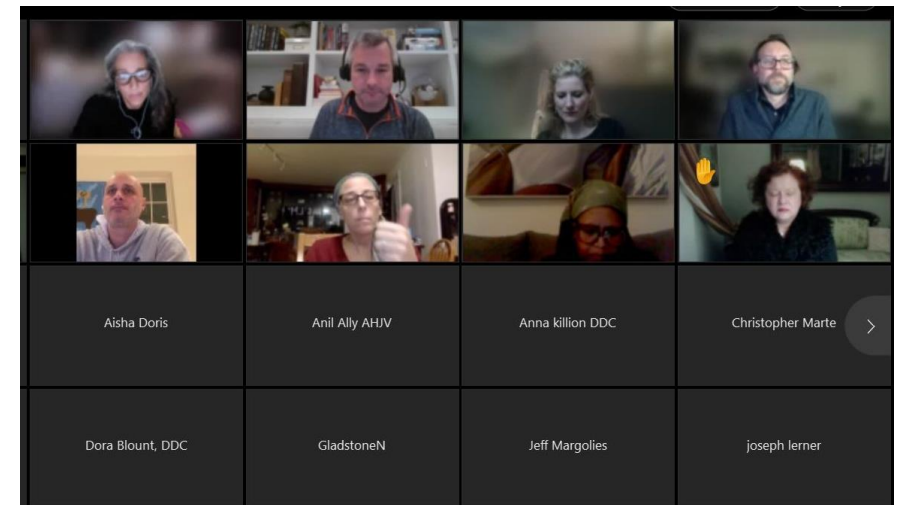 Aisha Doris
Anil Ally AHJV
Anna killion DDC
Christopher Marte
Dora Blount, DDC
GladstoneN
Jeff Margolies
joseph lerner